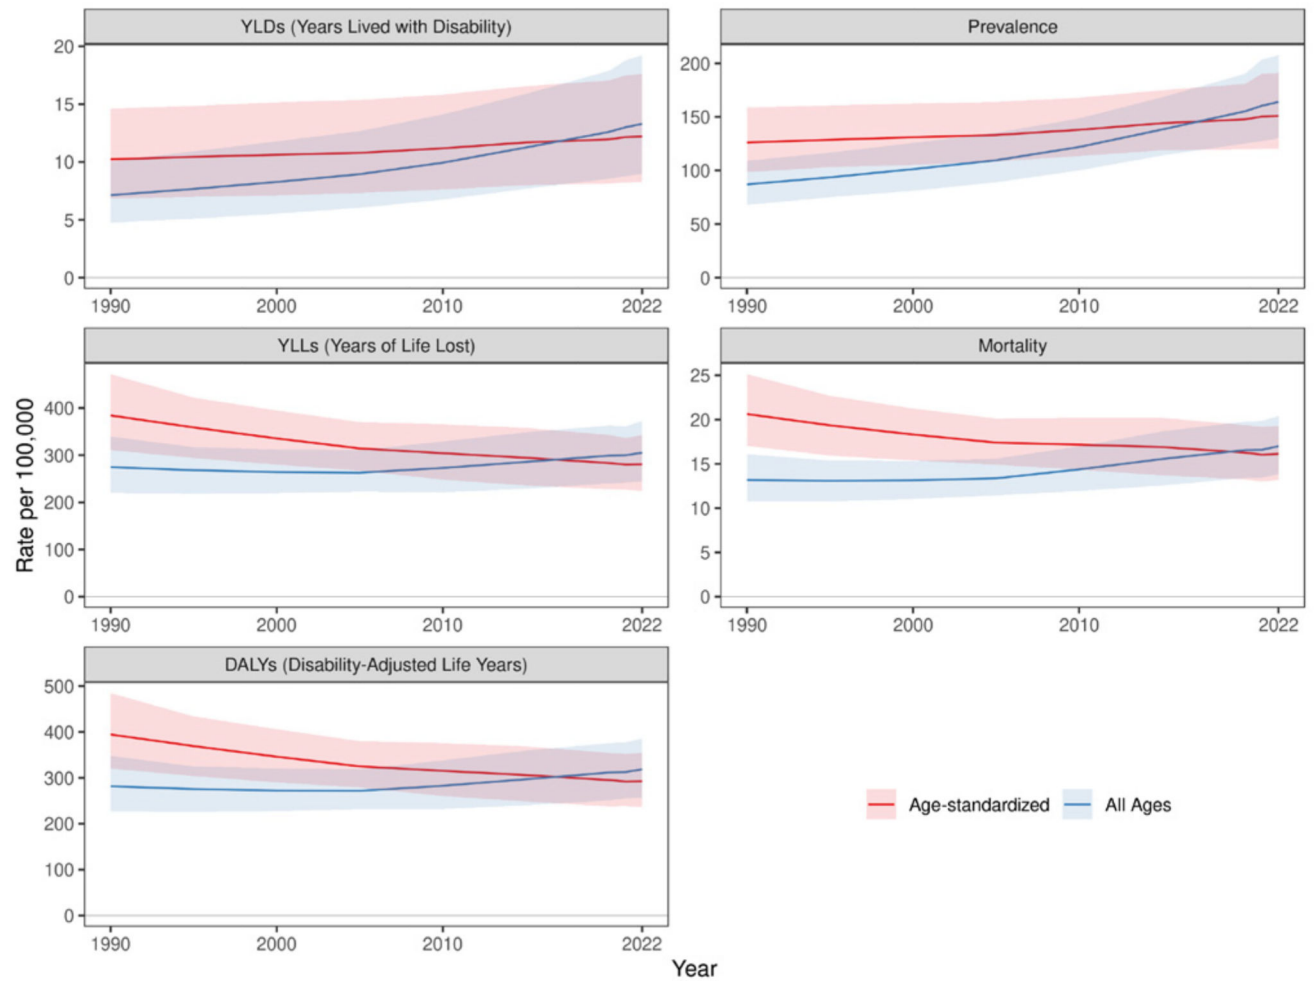 YLDs (Years Lived with Disability)
20
15
10
5
0
1990 2000 2010 2022
Prevalence
200
150
100
50
0
1990 2000 2010 2022
YLLs (Years of Life Lost)
400
300
200
100
0
1990 2000 2010 2022
Mortality
25
20
15
10
5
0
1990 2000 2010 2022
DALYs (Disability-Adjusted Life Years)
500
400
300
200
100
0
1990 2000 2010 2022
Rate per 100,000
Year
Age-standardized All Ages